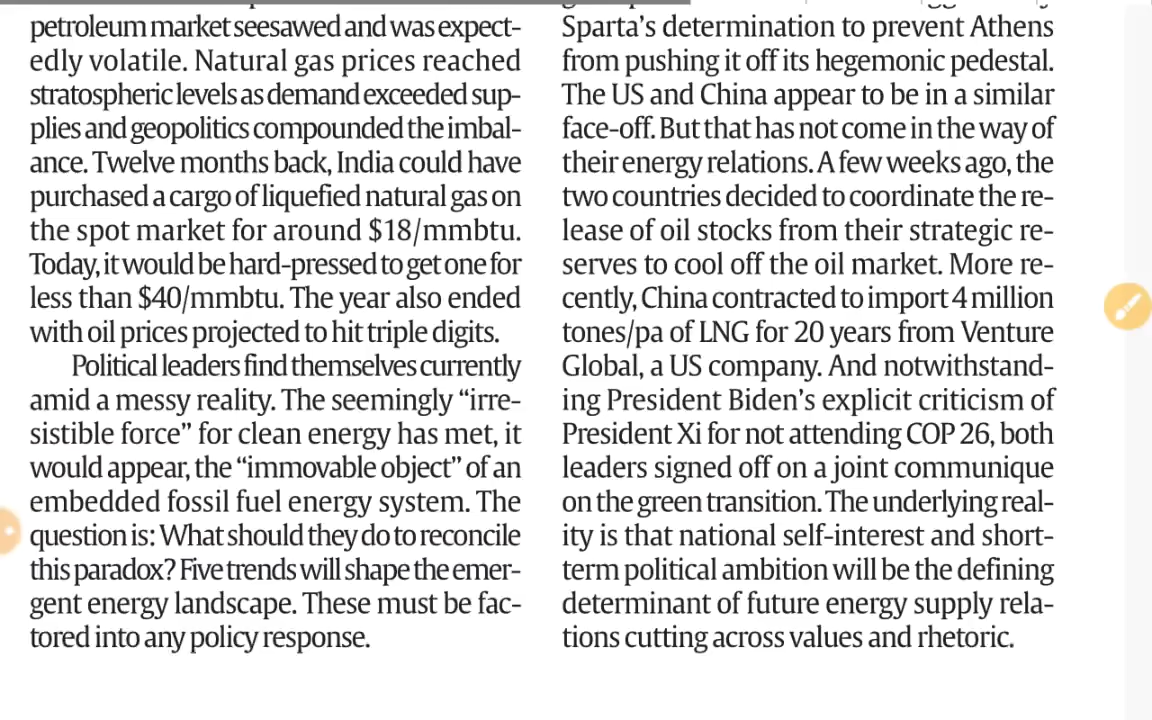 petroleum market seesawed and was expect-
edly volatile. Natural gas prices reached
stratospheric levels as demand exceeded sup-
plies and geopolitics compounded the imbal-
ance. Twelve months back, India could have
purchased a cargo of liquefied natural gas on
the spot market for around $18/mmbtu.
Today, it would be hard-pressed to get one for
less than $40/mmbtu. The year also ended
with oil prices projected to hit triple digits.
Political leaders find themselves currently
amid a messy reality. The seemingly “irre-
sistible force” for clean energy has met, it
would appear, the “immovable object” of an
embedded fossil fuel energy system. The
question is: What should they do to reconcile
this paradox? Five trends will shape the emer-
gent energy landscape. These must be fac-
tored into any policy response.
Sparta’s determination to prevent Athens
from pushing it off its hegemonic pedestal.
The US and China appear to be in a similar
face-off. But that has not come in the way of
their energy relations. A few weeks ago, the
two countries decided to coordinate the re-
lease of oil stocks from their strategic re-
serves to cool off the oil market. More re-
cently, China contracted to import 4 million
tones/pa of LNG for 20 years from Venture
Global, a US company. And notwithstand-
ing President Biden’s explicit criticism of
President Xi for not attending COP 26, both
leaders signed off on a joint communique
on the green transition. The underlying real-
ity is that national self-interest and short-
term political ambition will be the defining
determinant of future energy supply rela-
tions cutting across values and rhetoric.